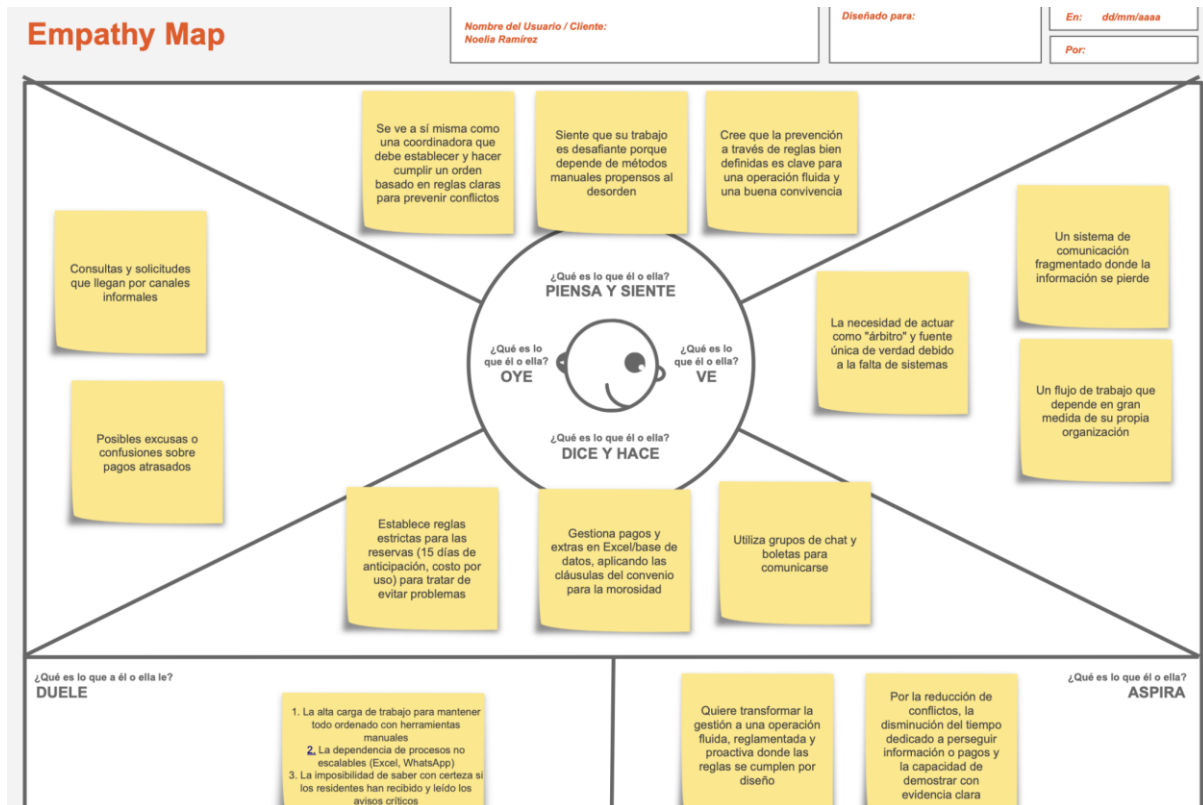 Empathy Map
Nombre del Usuario / Cliente:
Noelia Ramírez
Diseñado para:
En: dd/mm/aaaa
Por:
Se ve a sí misma como
una coordinadora que
debe establecer y hacer
cumplir un orden
basado en reglas claras
para prevenir conflictos
Siente que su trabajo
es desafiante porque
depende de métodos
manuales propensos al
desorden
Cree que la prevención
a través de reglas bien
definidas es clave para
una operación fluida y
una buena convivencia
Consultas y solicitudes
que llegan por canales
informales
Posibles excusas o
confusiones sobre
pagos atrasados
¿Qué es lo que él o ella?
PIENSA Y SIENTE
¿Qué es lo
que él o ella?
OYE
¿Qué es lo
que él o ella?
VE
¿Qué es lo que él o ella?
DICE Y HACE
La necesidad de actuar
como "árbitro" y fuente
única de verdad debido
a la falta de sistemas
Un sistema de
comunicación
fragmentado donde la
información se pierde
Un flujo de trabajo que
depende en gran
medida de su propia
organización
Establece reglas
estrictas para las
reservas (15 días de
anticipación, costo por
uso) para tratar de
evitar problemas
Gestiona pagos y
extras en Excel/base de
datos, aplicando las
cláusulas del convenio
para la morosidad
Utiliza grupos de chat y
boletas para
comunicarse
¿Qué es lo que a él o ella le?
DUELE
1. La alta carga de trabajo para mantener
todo ordenado con herramientas
manuales
2. La dependencia de procesos no
escalables (Excel, WhatsApp)
3. La imposibilidad de saber con certeza si
los residentes han recibido y leído los
avisos críticos
¿Qué es lo que él o ella?
ASPIRA
Quiere transformar la
gestión a una operación
fluida, reglamentada y
proactiva donde las
reglas se cumplen por
diseño
Por la reducción de
conflictos, la
disminución del tiempo
dedicado a perseguir
información o pagos y
la capacidad de
demostrar con
evidencia clara